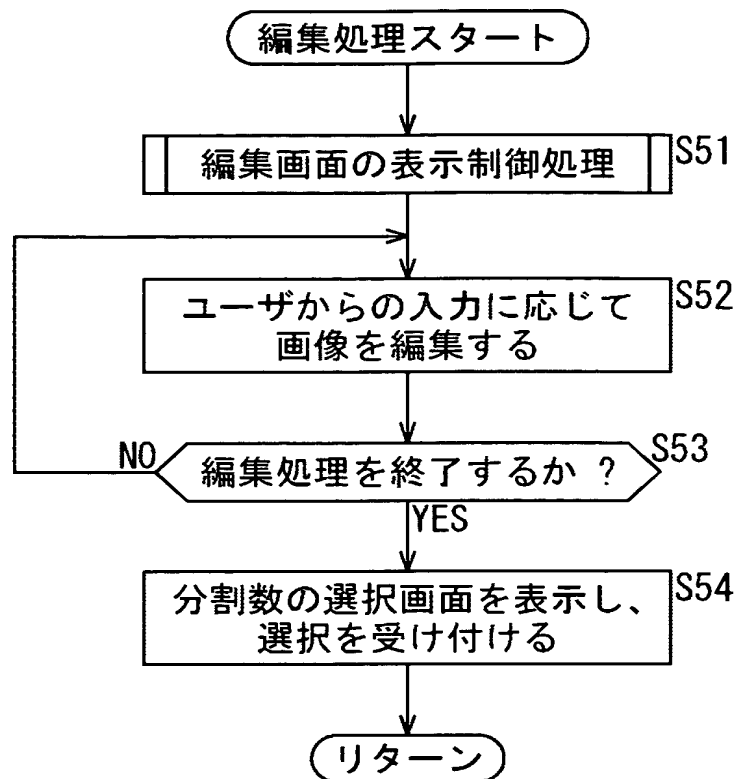 編集処理スタート
編集画面の表示制御処理
S51
ユーザからの入力に応じて
画像を編集する
S52
編集処理を終了するか ?
S53
NO
YES
分割数の選択画面を表示し、
選択を受け付ける
S54
リターン